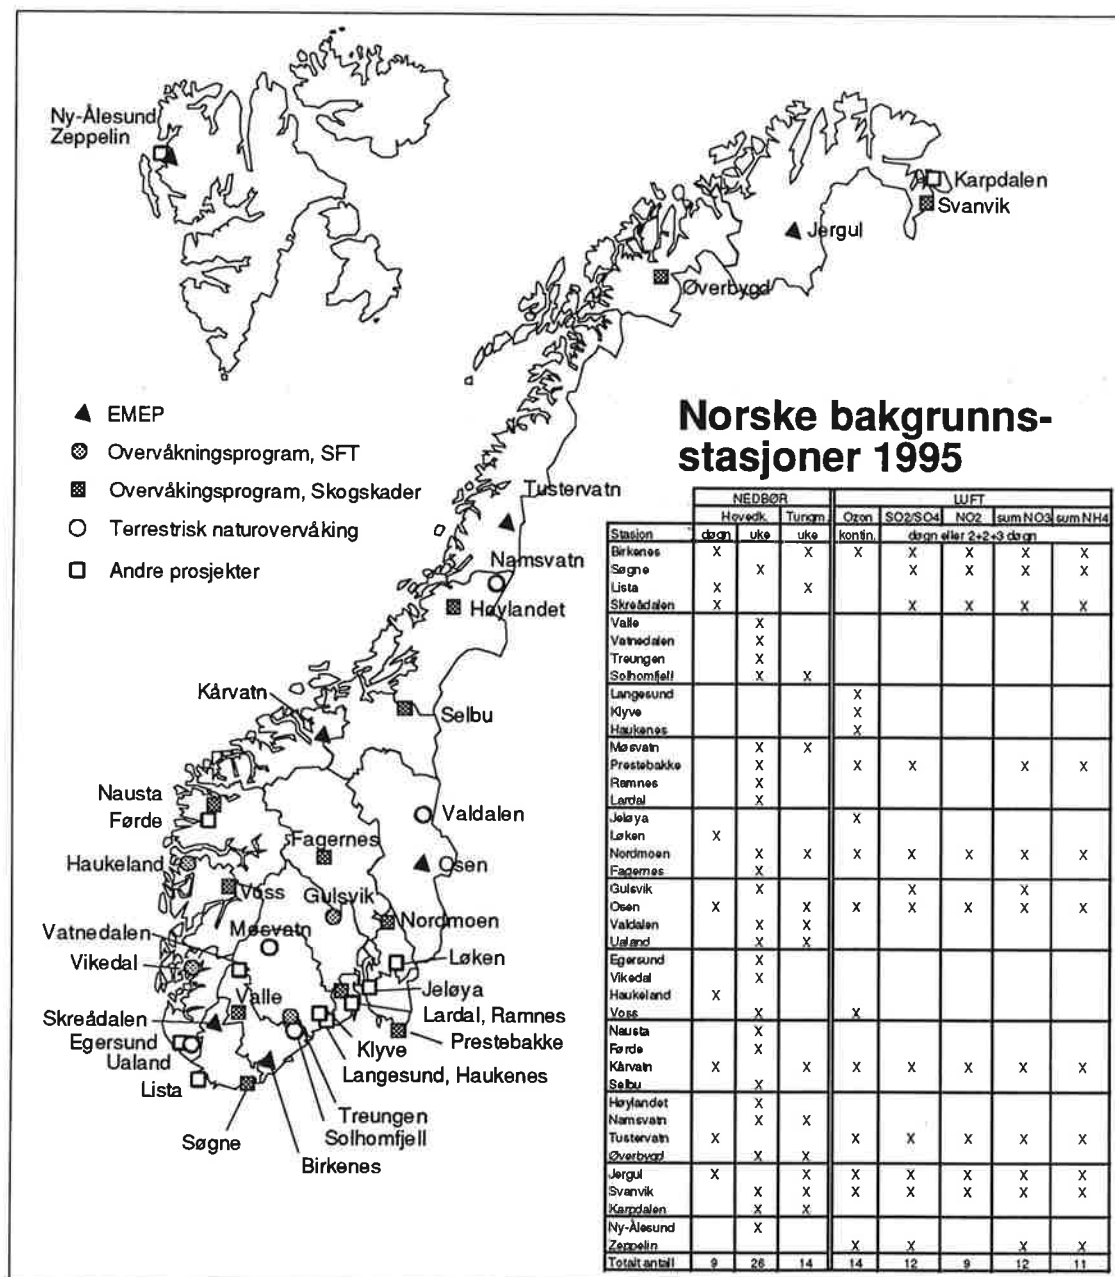 Ny-Ålesund
Zeppelin
Karpdalen
Svanvik
Jergul
Øverbygd
EMEP
Overvåkningsprogram, SFT
Overvåkingsprogram, Skogskader
Terrestrisk naturovervåking
Andre prosjekter
Norske bakgrunns-
stasjoner 1995
Tustervatn
Namsvatn
Høylandet
Kårvatn
Selbu
Nausta
Førde
Valdalen
Fagernes
Haukeland
Osen
Voss
Gulsvik
Nordmoen
Møsvatn
Vatnedalen
Løken
Vikedal
Jeløya
Valle
Lardal, Ramnes
Skreådalen
Prestebakke
Egersund
Klyve
Ualand
Langesund, Haukenes
Lista
Treungen
Solhomfjell
Søgne
Birkenes
NEDBØR LUFT
Hovedk. Tungm. Ozon SO2/SO4 NO2 sum NO3 sum NH4
Stasjon døgn uke uke kontin. døgn eller 2+2+3 døgn
Birkenes X X X X X X X
Søgne X X X X X
Lista X X
Skreådalen X X X X X
Valle X
Vatnedalen X
Treungen X
Solhomfjell X X
Langesund X
Klyve X
Haukenes X
Møsvatn X X
Prestebakke X X X X X
Ramnes X
Lardal X
Jeløya X
Løken X
Nordmoen X X X X X X X
Fagernes X
Gulsvik X X X
Osen X X X X X X X
Valdalen X X
Ualand X X
Egersund X
Vikedal X
Haukeland X
Voss X X
Nausta X
Førde X
Kårvatn X X X X X X X
Selbu X
Høylandet X
Namsvatn X X
Tustervatn X X X X X X
Øverbygd X X
Jergul X X X X X X X
Svanvik X X X X X X X
Karpdalen X X
Ny-Ålesund X
Zeppelin X X X X
Totalt antall 9 26 14 14 12 9 12 11